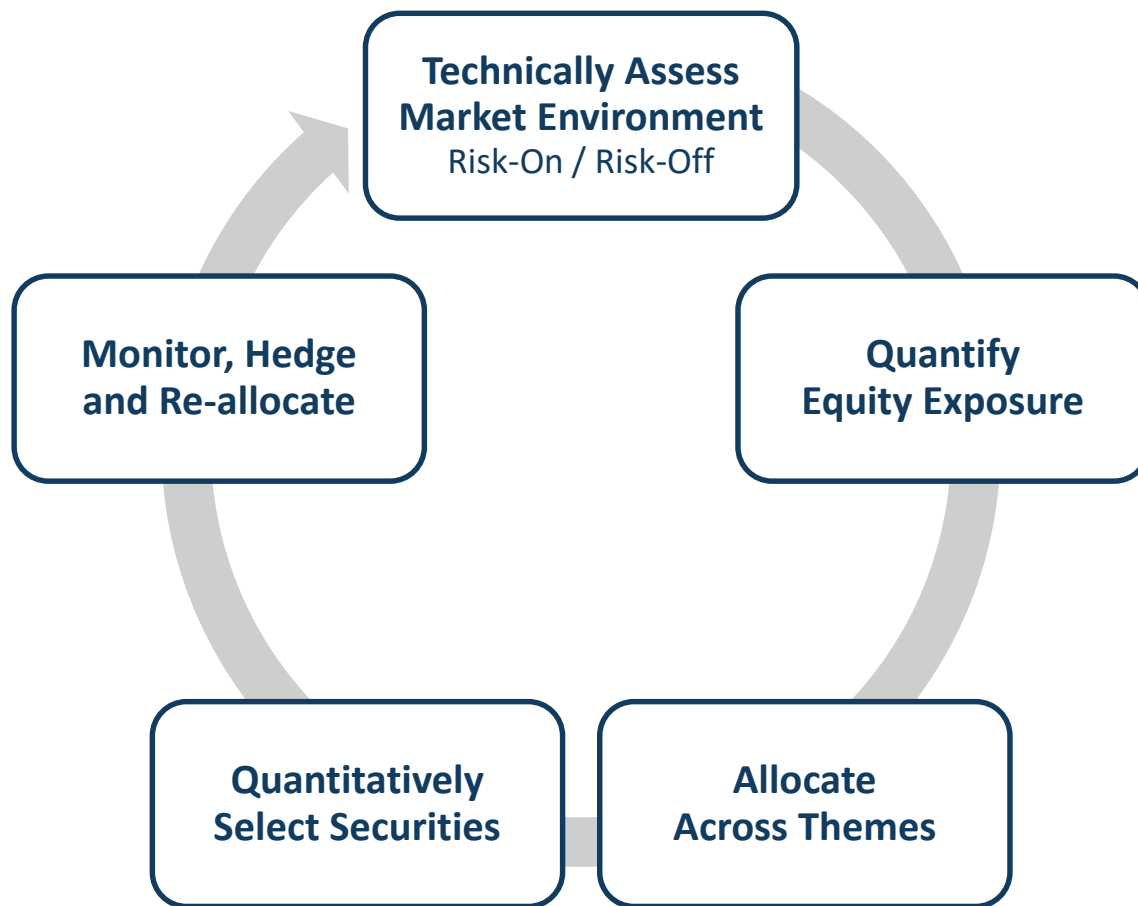 Technically Assess
Market Environment
Risk-On / Risk-Off
Quantify
Equity Exposure
Allocate
Across Themes
Quantitatively
Select Securities
Monitor, Hedge
and Re-allocate